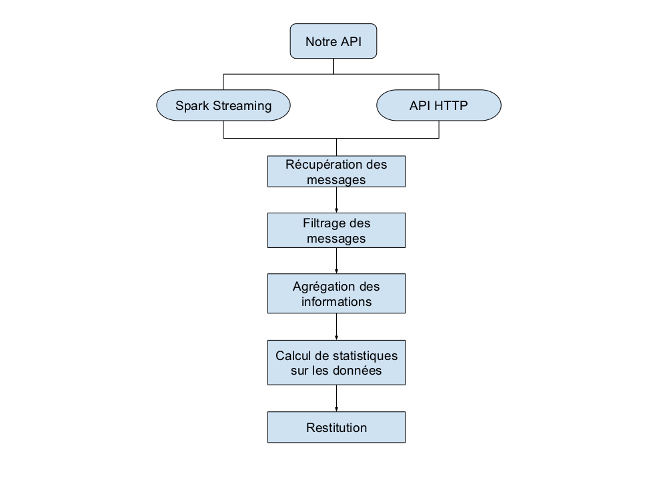 Notre API
Spark Streaming
API HTTP
Récupération des
messages
Filtrage des
messages
Agrégation des
informations
Calcul de statistiques
sur les données
Restitution